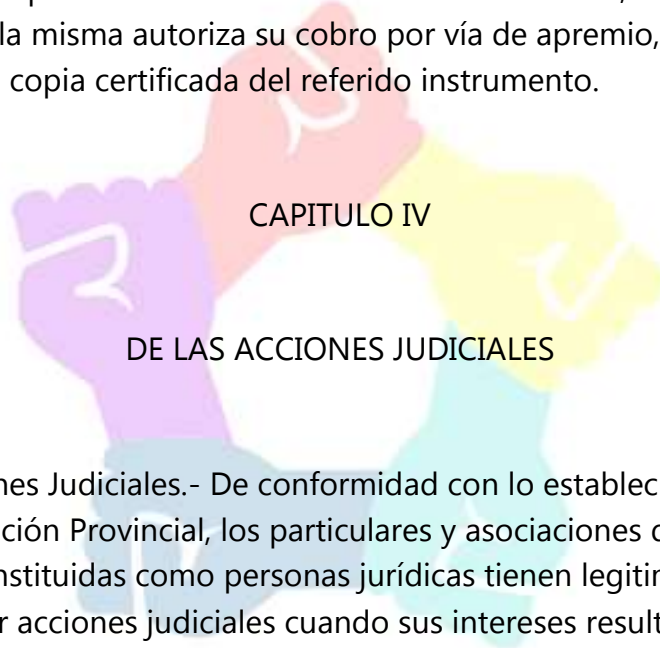 la misma autoriza su cobro por vía de apremio,
copia certificada del referido instrumento.
CAPITULO IV
DE LAS ACCIONES JUDICIALES
nes Judiciales.- De conformidad con lo establec
ción Provincial, los particulares y asociaciones
nstituidas como personas jurídicas tienen legiti
r acciones judiciales cuando sus intereses result